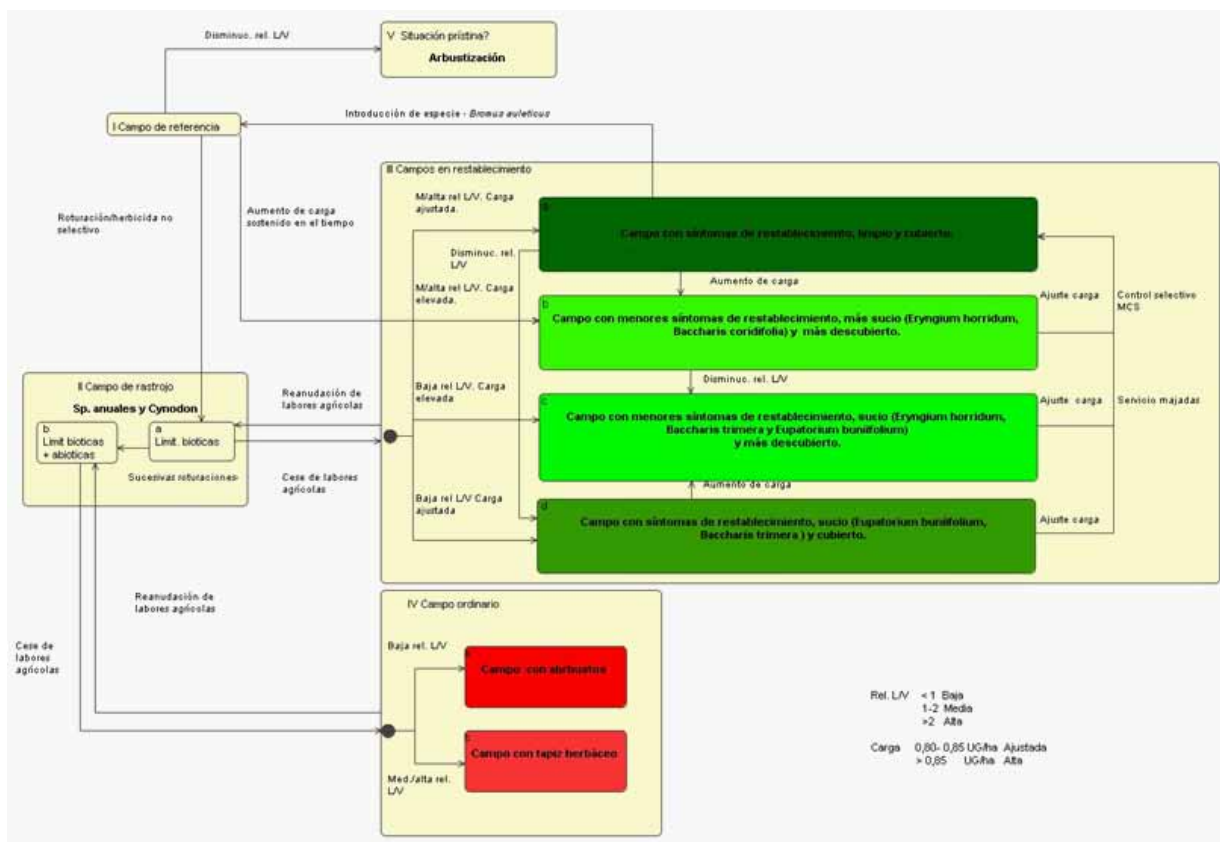 Disminuc. rel. L/V
V Situación prístina?
Arbustización
Introducción de especie - Bromus auleticus
I Campo de referencia
III Campos en restablecimiento
Roturación/herbicida no
selectivo
Aumento de carga
sostenido en el tiempo
M/alta rel L/V. Carga
ajustada.
a
Campo con síntomas de restablecimiento, limpio y cubierto.
Disminuc. rel.
L/V
Aumento de carga
M/alta rel L/V. Carga
elevada.
Ajuste carga
Control selectivo
MCS
b
Campo con menores síntomas de restablecimiento, más sucio (Eryngium horridum,
Baccharis coridifolia) y más descubierto.
Disminuc. rel. L/V
II Campo de rastrojo
Sp. anuales y Cynodon
b
Limit bioticas
+ abioticas
a
Limit. bioticas
Sucesivas roturaciones
Reanudación de
labores agrícolas
Cese de labores
agrícolas
Baja rel L/V. Carga
elevada
c
Campo con menores síntomas de restablecimiento, sucio (Eryngium horridum,
Baccharis trimera y Eupatorium buniifolium)
y más descubierto.
Ajuste carga
Servicio majadas
Aumento de carga
Baja rel L/V Carga
ajustada
d
Campo con síntomas de restablecimiento, sucio (Eupatorium buniifolium,
Baccharis trimera ) y cubierto.
Ajuste carga
Reanudación de
labores agrícolas
Cese de
labores
agrícolas
IV Campo ordinario
Baja rel. L/V
Campo con abrbustos
Campo con tapiz herbáceo
Med./alta rel.
L/V
Rel. L/V < 1 Baja
1-2 Media
>2 Alta
Carga 0,80- 0,85 UG/ha Ajustada
> 0,85 UG/ha Alta